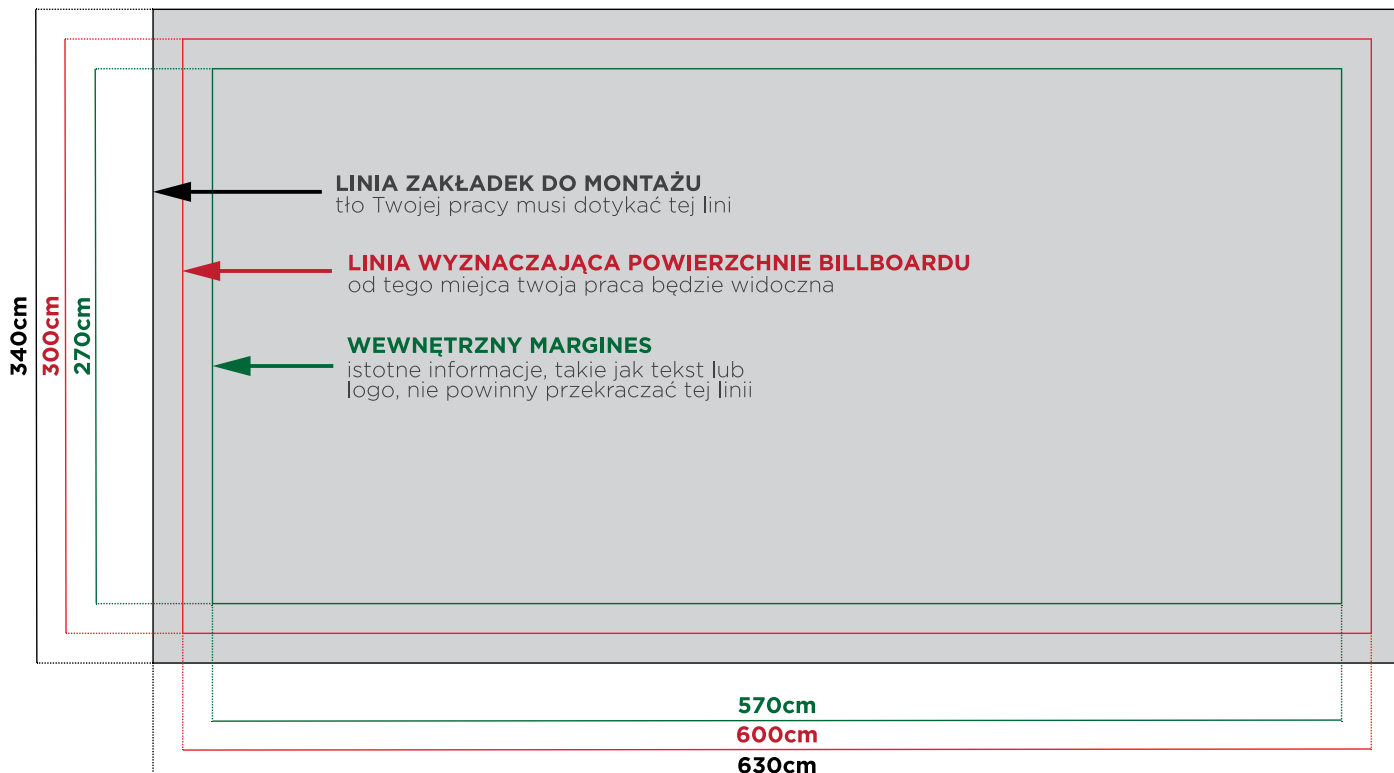 LINIA ZAKŁADEK DO MONTAŻU
tło Twojej pracy musi dotykać tej lini
LINIA WYZNACZAJĄCA POWIERZCHNIE BILLBOARDU
od tego miejca twoja praca będzie widoczna
WEWNĘTRZNY MARGINES
istotne informacje, takie jak tekst lub
logo, nie powinny przekraczać tej linii
340cm
300cm
270cm
570cm
600cm
630cm